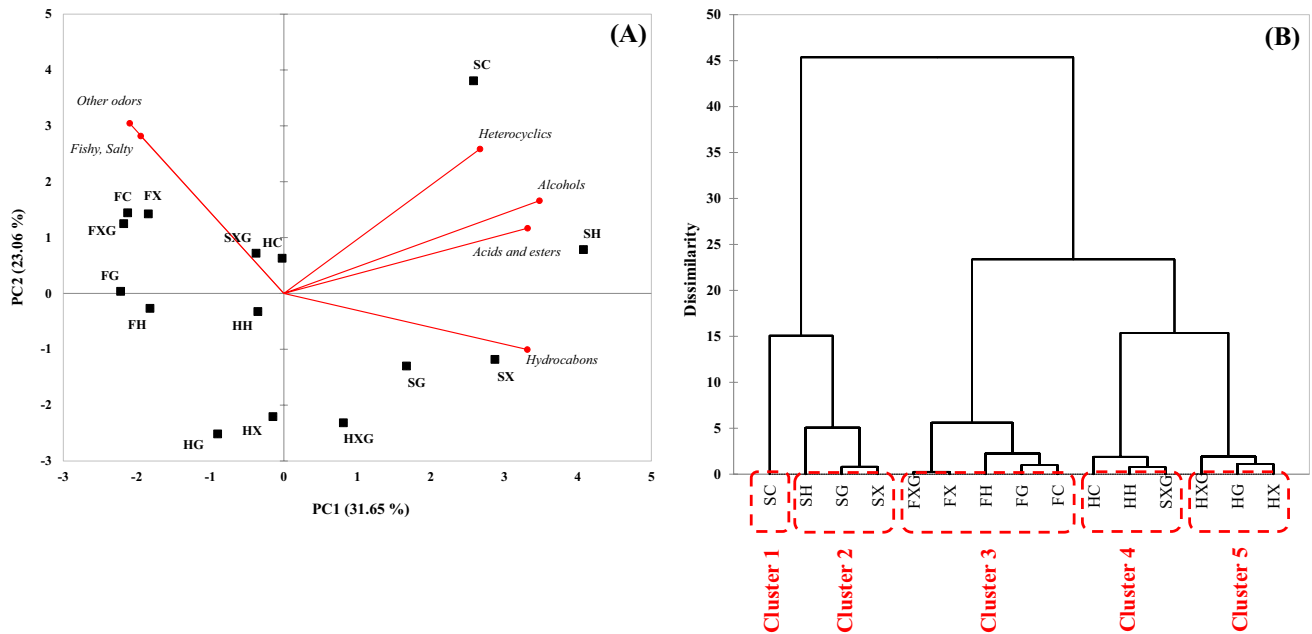 (A)
5
4
3
2
1
0
-1
-2
-3
PC2 (23.06 %)
-3
-2
-1
0
1
2
3
4
5
PC1 (31.65 %)
SC
Other odors
Heterocyclics
Fishy, Salty
Alcohols
FC
FX
FXG
SXG
HC
SH
Acids and esters
FG
FH
HH
Hydrocabons
SG
SX
HG
HX
HXG
(B)
50
45
40
35
30
25
20
15
10
5
0
Dissimilarity
SC
SH
SG
SX
FXG
FX
FH
FG
FC
HC
HH
SXG
HXG
HG
HX
Cluster 1
Cluster 2
Cluster 3
Cluster 4
Cluster 5